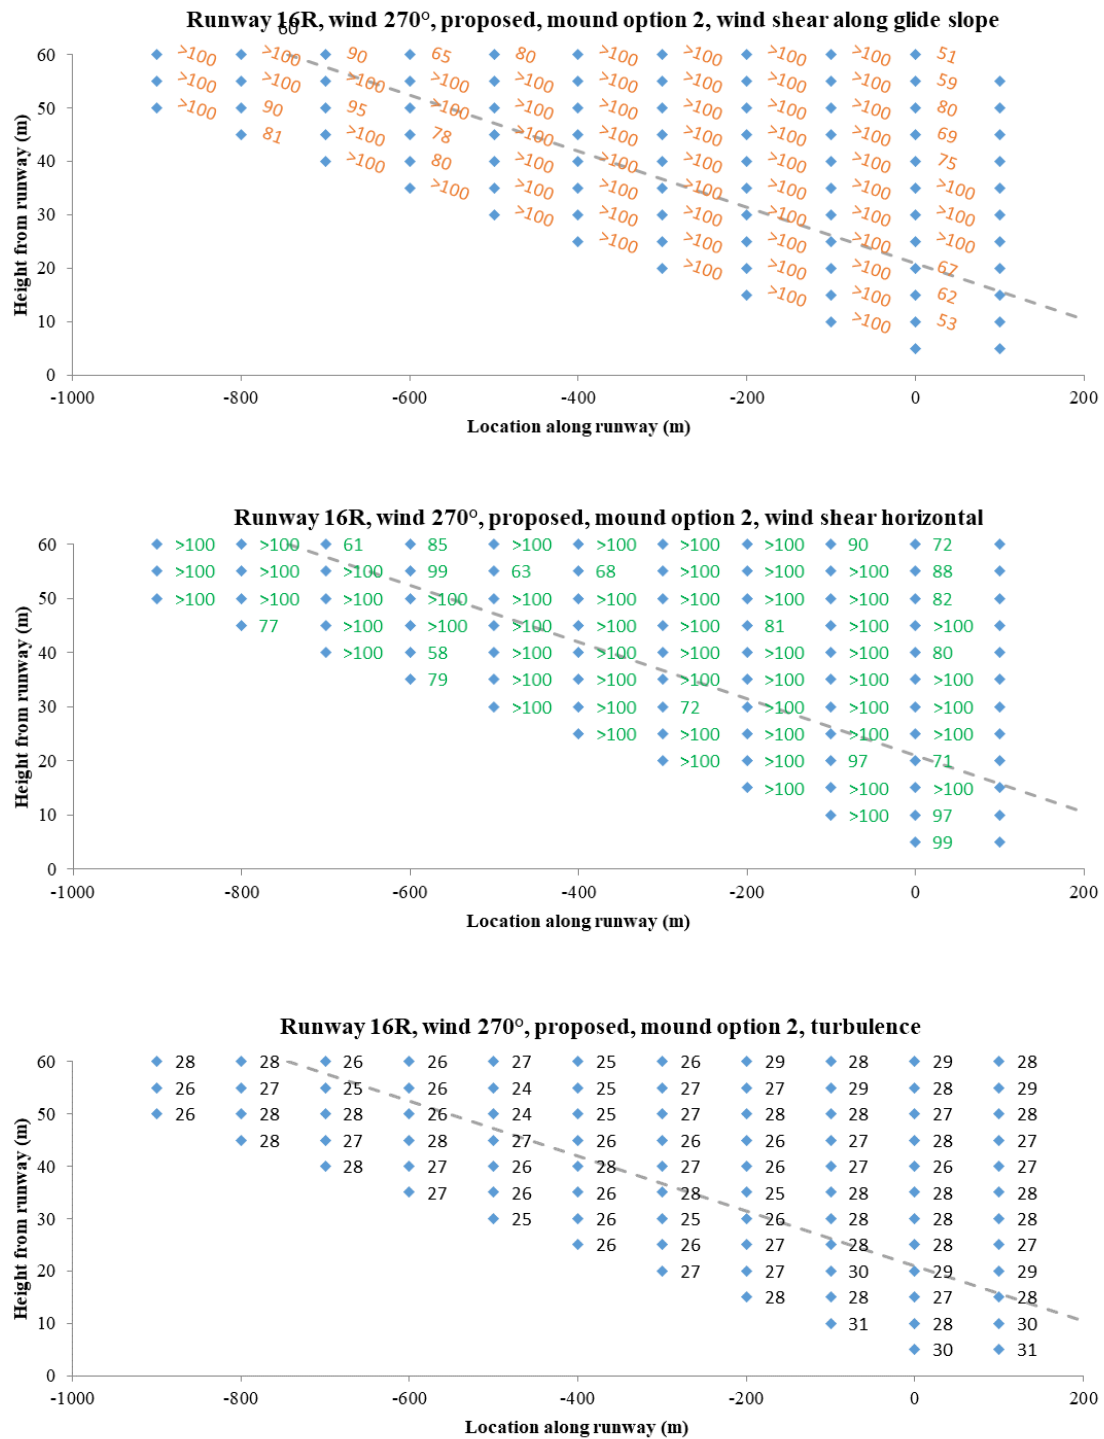 Runway 16R, wind 270°, proposed, mound option 2, wind shear along glide slope
60
60 >100 >100 90 65 80 >100 >100 >100 >100 51
>100 >100 >100 >100 >100 >100 >100 >100 >100 59
50 >100 90 95 >100 >100 >100 >100 >100 >100 80
81 >100 78 >100 >100 >100 >100 >100 69
40 >100 80 >100 >100 >100 >100 >100 75
>100 >100 >100 >100 >100 >100 >100
30 >100 >100 >100 >100 >100 >100
>100 >100 >100 >100 >100
20 >100 >100 >100 67
>100 >100 62
10 >100 53
0
-1000 -800 -600 -400 -200 0 200
Height from runway (m)
Location along runway (m)
Runway 16R, wind 270°, proposed, mound option 2, wind shear horizontal
60 >100 >100 61 85 >100 >100 >100 >100 90 72
>100 >100 >100 99 63 68 >100 >100 >100 88
50 >100 >100 >100 >100 >100 >100 >100 >100 >100 82
77 >100 >100 >100 >100 >100 81 >100 >100
40 >100 58 >100 >100 >100 >100 >100 80
79 >100 >100 >100 >100 >100 >100
30 >100 >100 72 >100 >100 >100
>100 >100 >100 >100 >100
20 >100 >100 97 71
>100 >100 >100
10 >100 97
99
0
-1000 -800 -600 -400 -200 0 200
Height from runway (m)
Location along runway (m)
Runway 16R, wind 270°, proposed, mound option 2, turbulence
60 28 28 26 26 27 25 26 29 28 29 28
26 27 25 26 24 25 27 27 29 28 29
50 26 28 28 26 24 25 27 28 28 27 28
28 27 28 27 26 26 26 27 28 27
40 28 27 26 28 27 26 27 26 27
27 26 26 28 25 28 28 28
30 25 26 25 26 28 28 28
26 26 27 28 28 27
20 27 27 30 29 29
28 28 27 28
10 31 28 30
30 31
0
-1000 -800 -600 -400 -200 0 200
Height from runway (m)
Location along runway (m)